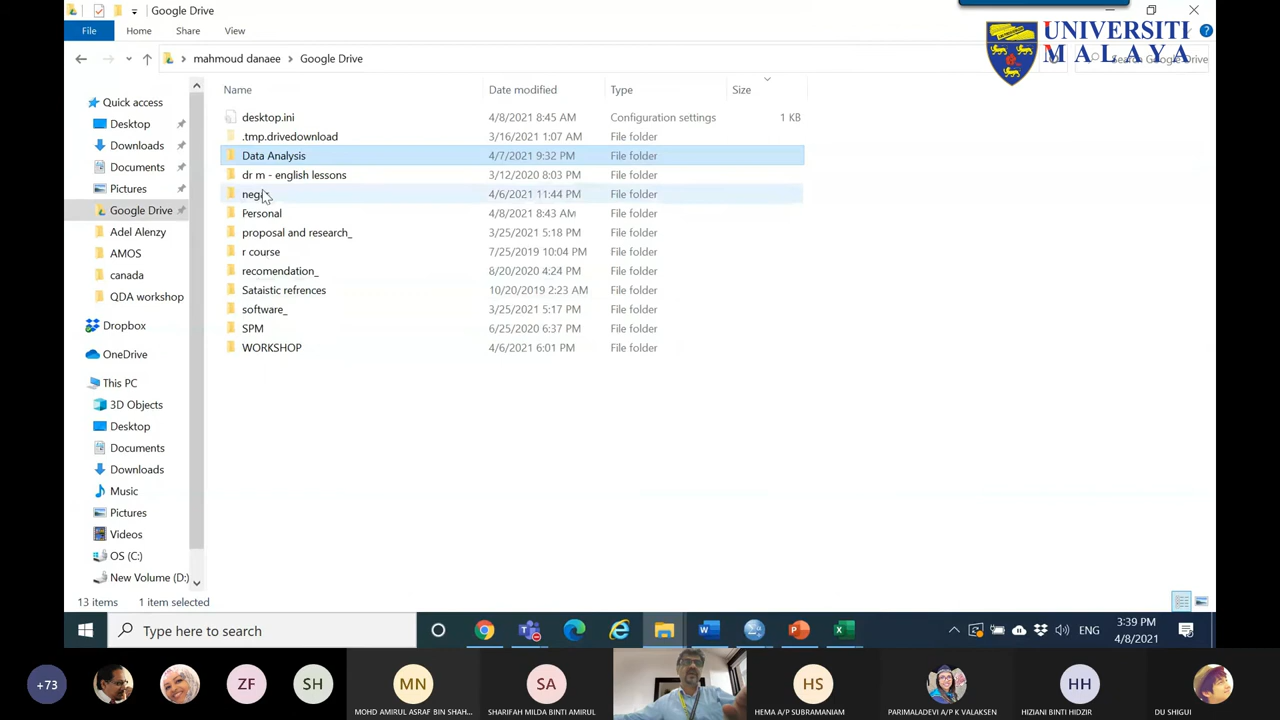 Google Drive
File Home Share View
mahmoud danaee Google Drive
UNIVERSITI
MALAYA
Search Google Drive
Name Date modified Type Size
desktop.ini 4/8/2021 8:45 AM Configuration settings 1 KB
.tmp.drivedownload 3/16/2021 1:07 AM File folder
Data Analysis 4/7/2021 9:32 PM File folder
dr m - english lessons 3/12/2020 8:03 PM File folder
4/6/2021 11:44 PM File folder
Personal 4/8/2021 8:43 AM File folder
proposal and research_ 3/25/2021 5:18 PM File folder
r course 7/25/2019 10:04 PM File folder
recomendation_ 8/20/2020 4:24 PM File folder
Sataistic refrences 10/20/2019 2:23 AM File folder
software_ 3/25/2021 5:17 PM File folder
SPM 6/25/2020 6:37 PM File folder
WORKSHOP 4/6/2021 6:01 PM File folder
Quick access
Desktop
Downloads
Documents
Pictures
Google Drive
Adel Alenzy
AMOS
canada
QDA workshop
Dropbox
OneDrive
This PC
3D Objects
Desktop
Documents
Downloads
Music
Pictures
Videos
OS (C:)
New Volume (D:)
13 items 1 item selected
Type here to search
ENG
3:39 PM
4/8/2021
+73
ZF
SH
MN
MOHD AMIRUL ASRAF BIN SHAH...
SA
SHARIFAH MILDA BINTI AMIRUL
HS
HEMA A/P SUBRAMANIAM
PARIMALADEVI A/P K VALAKSEN
HH
HIZIANI BINTI HIDZIR
DU SHIGUI